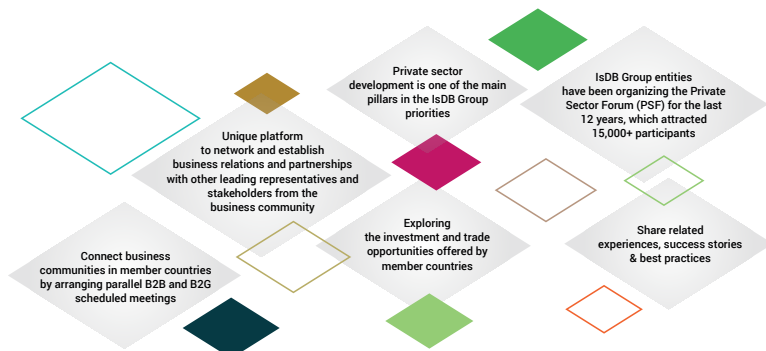 Private sector
development is one of the main
pillars in the IsDB Group
priorities
IsDB Group entities
have been organizing the Private
Sector Forum (PSF) for the last
12 years, which attracted
15,000+ participants
Unique platform
to network and establish
business relations and partnerships
with other leading representatives and
stakeholders from the
business community
Exploring
the investment and trade
opportunities offered by
member countries
Share related
experiences, success stories
& best practices
Connect business
communities in member countries
by arranging parallel B2B and B2G
scheduled meetings